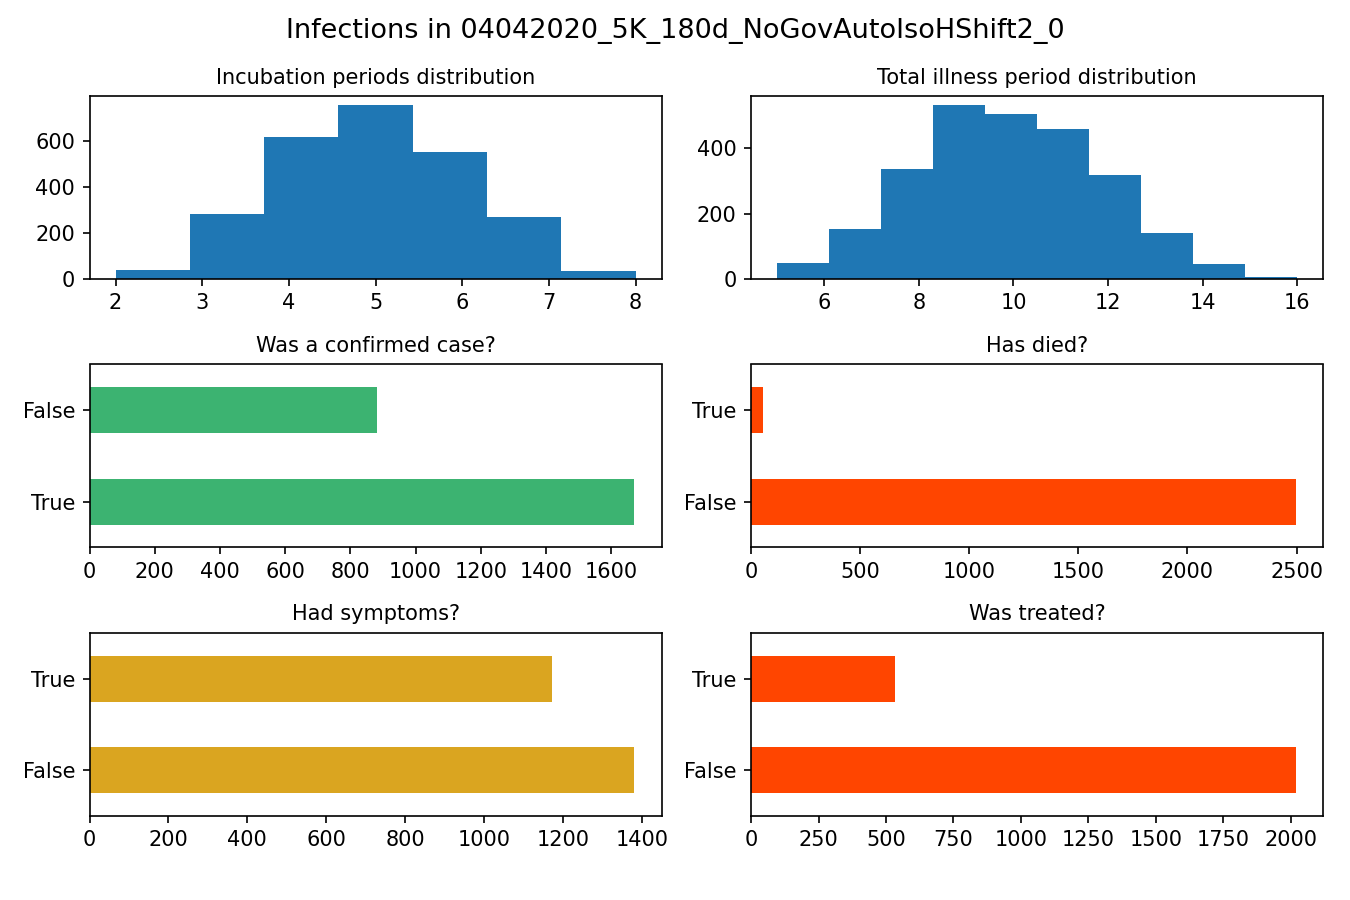 Infections in 04042020_5K_180d_NoGovAutoIsoHShift2_0
Incubation periods distribution
600
400
200
0
2 3 4 5 6 7 8
Total illness period distribution
400
200
0
6 8 10 12 14 16
Was a confirmed case?
False
True
0 200 400 600 800 1000 1200 1400 1600
Has died?
True
False
0 500 1000 1500 2000 2500
Had symptoms?
True
False
0 200 400 600 800 1000 1200 1400
Was treated?
True
False
0 250 500 750 1000 1250 1500 1750 2000